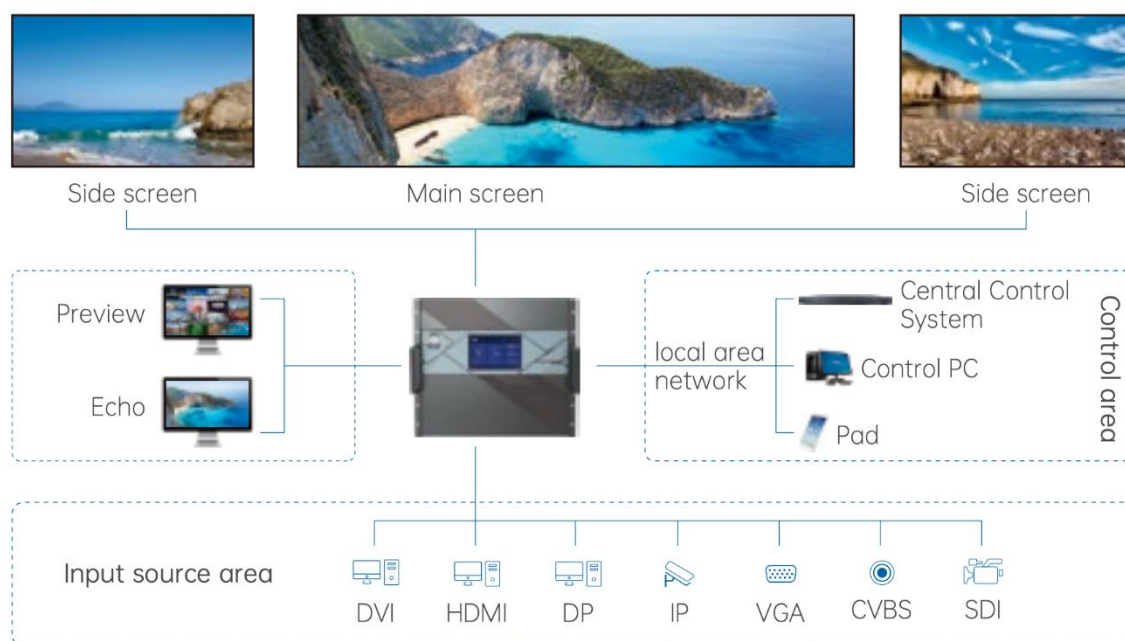 Side screen
Main screen
Side screen
Preview
Echo
local area
network
Central Control
System
Control PC
Pad
Control area
Input source area
DVI
HDMI
DP
IP
VGA
CVBS
SDI